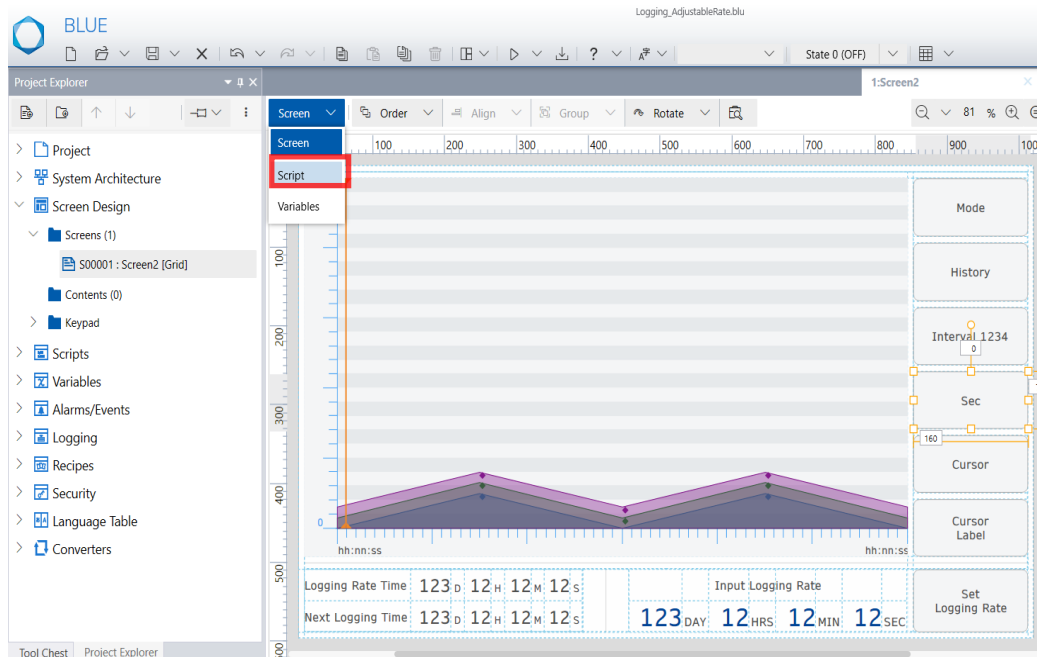 Logging_AdjustableRate.blu
BLUE
State 0 (OFF)
Project Explorer
1:Screen2
Screen
Order
Align
Group
Rotate
81 %
Screen
Script
Variables
100 200 300 400 500 600 700 800 900 100
Project
System Architecture
Screen Design
Screens (1)
S00001 : Screen2 [Grid]
Contents (0)
Keypad
Scripts
Variables
Alarms/Events
Logging
Recipes
Security
Language Table
Converters
100
200
300
400
500
600
Mode
History
Interval 1234
0
Sec
160
Cursor
Cursor
Label
Set
Logging Rate
0
hh:nn:ss
hh:nn:ss
Logging Rate Time 123 D 12 H 12 M 12 S
Input Logging Rate
Next Logging Time 123 D 12 H 12 M 12 S
123 DAY 12 HRS 12 MIN 12 SEC
Tool Chest
Project Explorer